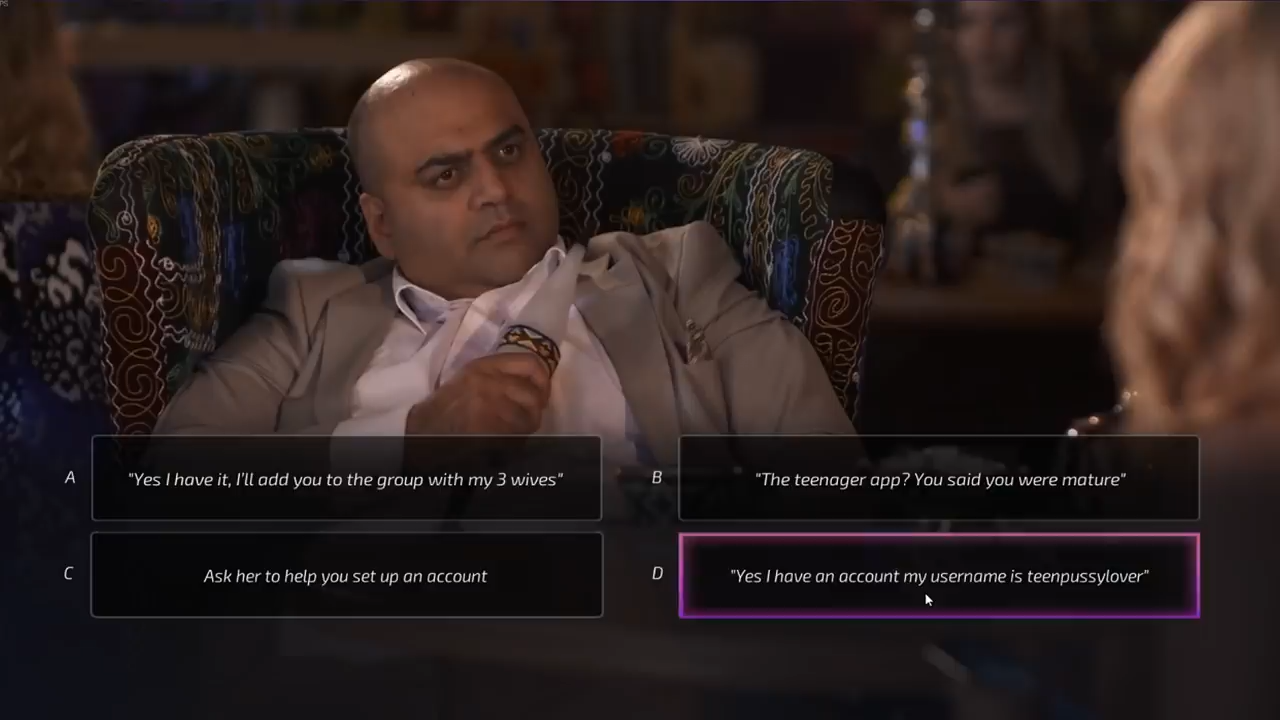 PS
A
"Yes I have it, I'll add you to the group with my 3 wives"
B
"The teenager app? You said you were mature"
C
Ask her to help you set up an account
D
"Yes I have an account my username is teenpussylover"